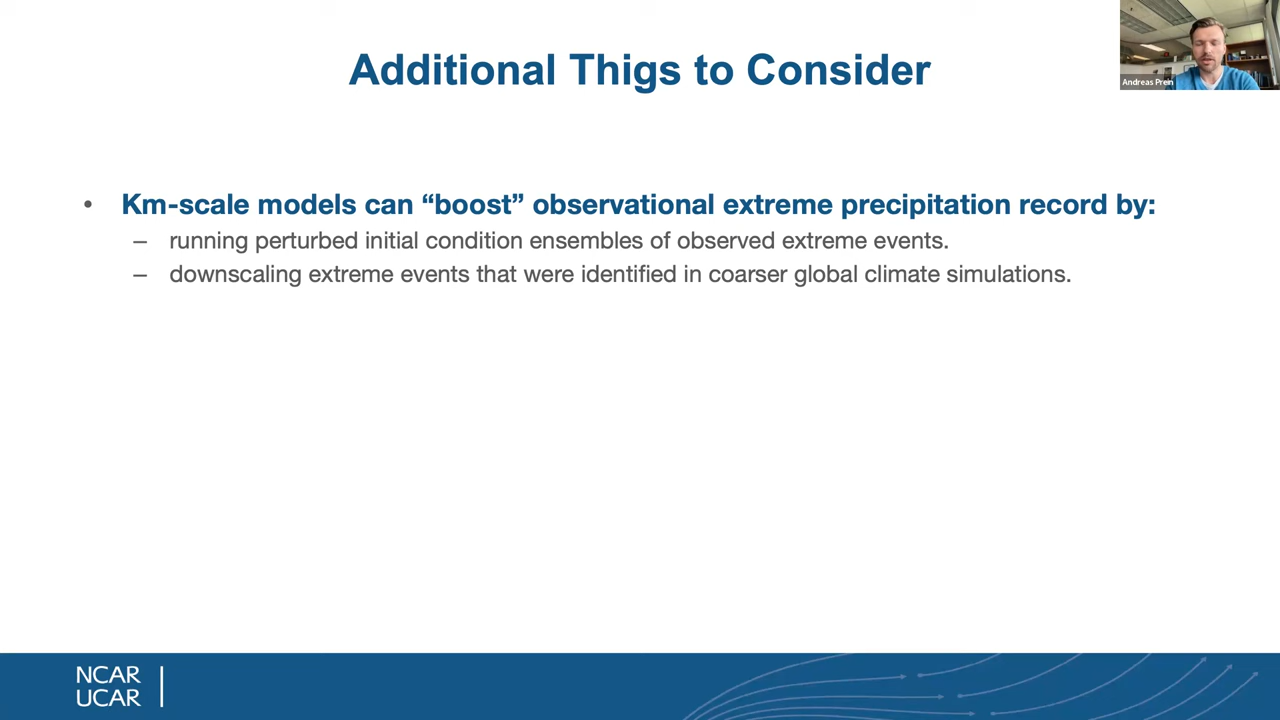 Additional Thigs to Consider
Andreas Prein
• Km-scale models can “boost” observational extreme precipitation record by:
– running perturbed initial condition ensembles of observed extreme events.
– downscaling extreme events that were identified in coarser global climate simulations.
NCAR
UCAR